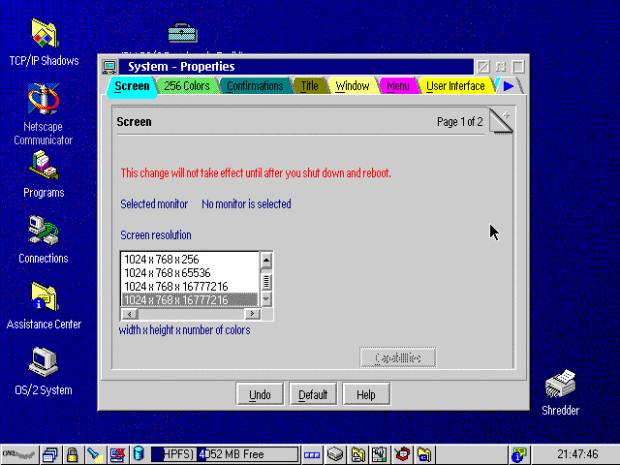 TCP/IP Shadows
System - Properties
Screen
256 Colors
Confirmations
Title
Window
Menu
User Interface
Netscape
Communicator
Screen
Page 1 of 2
This change will not take effect until after you shut down and reboot.
Programs
Selected monitor No monitor is selected
Screen resolution
Connections
1024 x 768 x 256
1024 x 768 x 65536
1024 x 768 x 16777216
1024 x 768 x 16777216
Assistance Center
width x height x number of colors
Capabilities
OS/2 System
Undo
Default
Help
Shredder
HPFS) 4052 MB Free
21:47:46